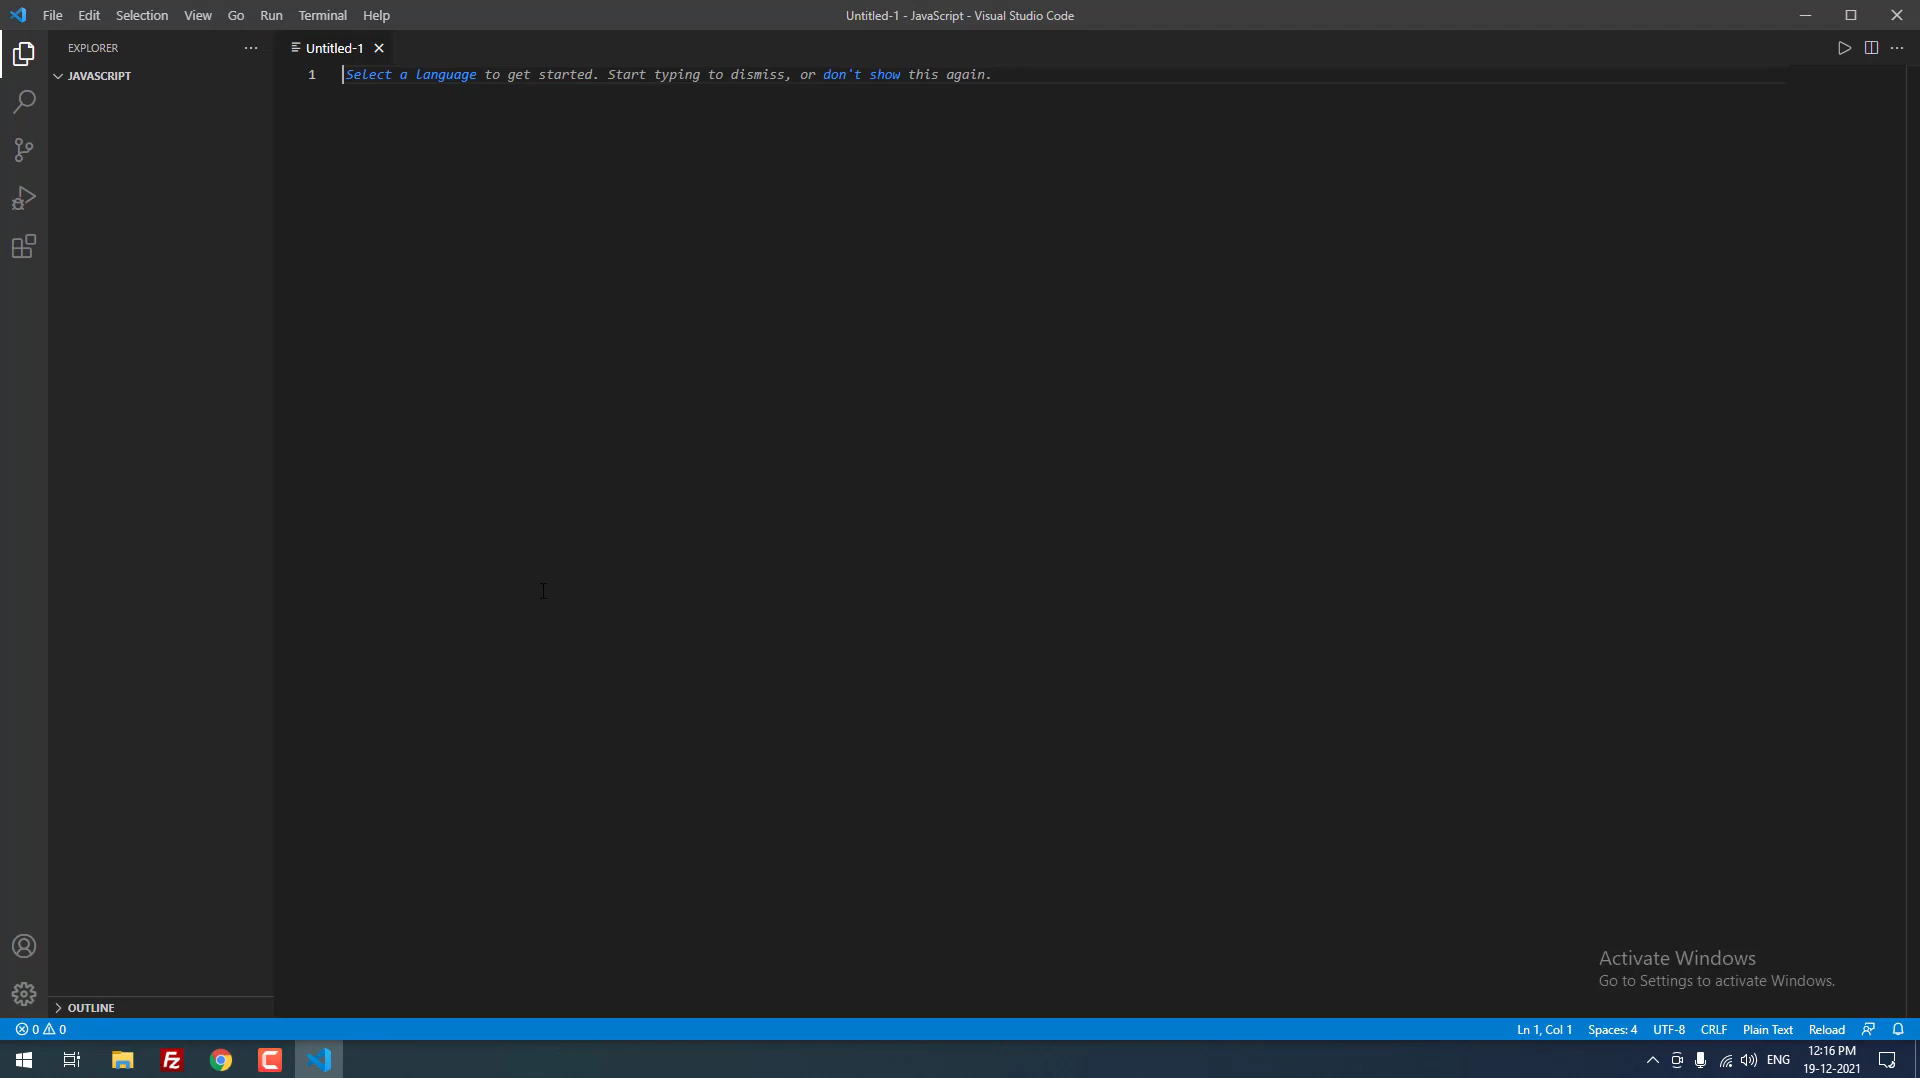 File Edit Selection View Go Run Terminal Help
Untitled-1 - JavaScript - Visual Studio Code
EXPLORER
Untitled-1
JAVASCRIPT
1 Select a language to get started. Start typing to dismiss, or don't show this again.
Activate Windows
Go to Settings to activate Windows.
OUTLINE
0 0
Ln 1, Col 1 Spaces: 4 UTF-8 CRLF Plain Text Reload
Fz C ENG
12:16 PM
19-12-2021